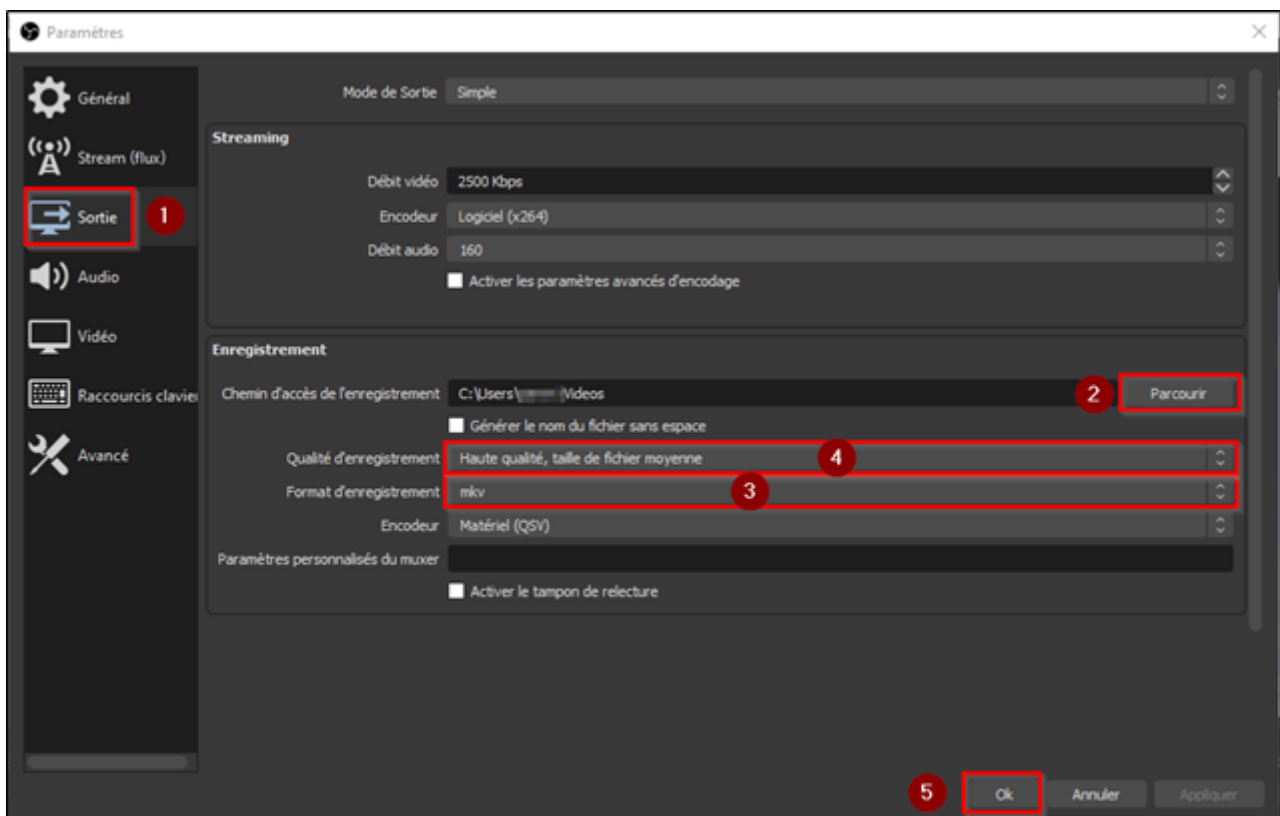 Paramètres
Général
Stream (flux)
Sortie 1
Audio
Vidéo
Raccourcis clavier
Avancé
Mode de Sortie Simple
Streaming
Débit vidéo 2500 Kbps
Encodeur Logiciel (x264)
Débit audio 160
Activer les paramètres avancés d'encodage
Enregistrement
Chemin d'accès de l'enregistrement C:\Users\ \Videos 2 Parcourir
Générer le nom du fichier sans espace
Qualité d'enregistrement Haute qualité, taille de fichier moyenne 4
Format d'enregistrement mkv 3
Encodeur Matériel (QSV)
Paramètres personnalisés du muxer
Activer le tampon de relecture
5 Ok Annuler Appliquer